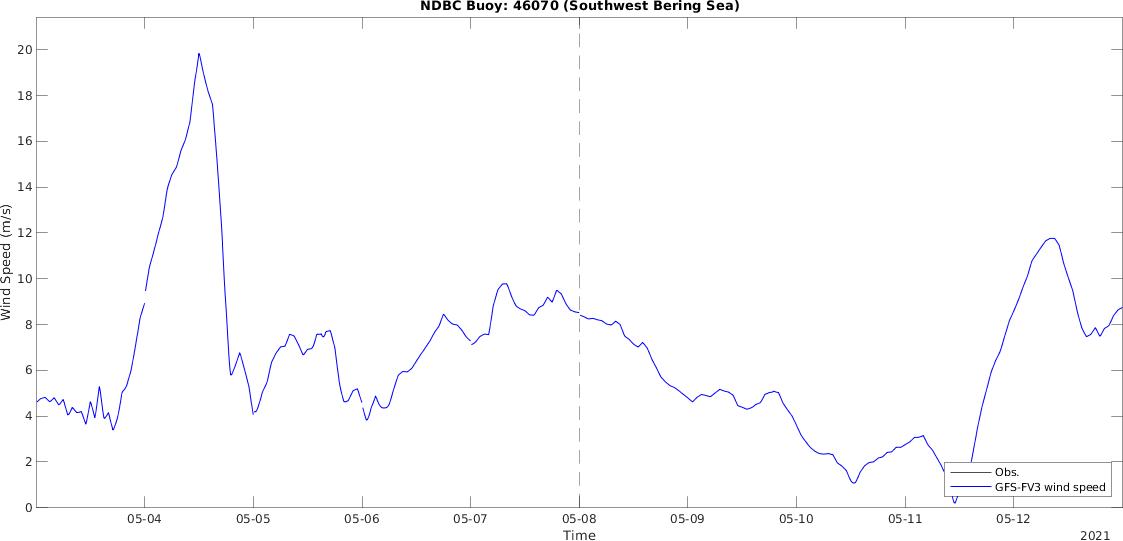 NDBC Buoy: 46070 (Southwest Bering Sea)
Wind Speed (m/s)
20
18
16
14
12
10
8
6
4
2
0
Obs.
GFS-FV3 wind speed
05-04 05-05 05-06 05-07 05-08 05-09 05-10 05-11 05-12
Time
2021